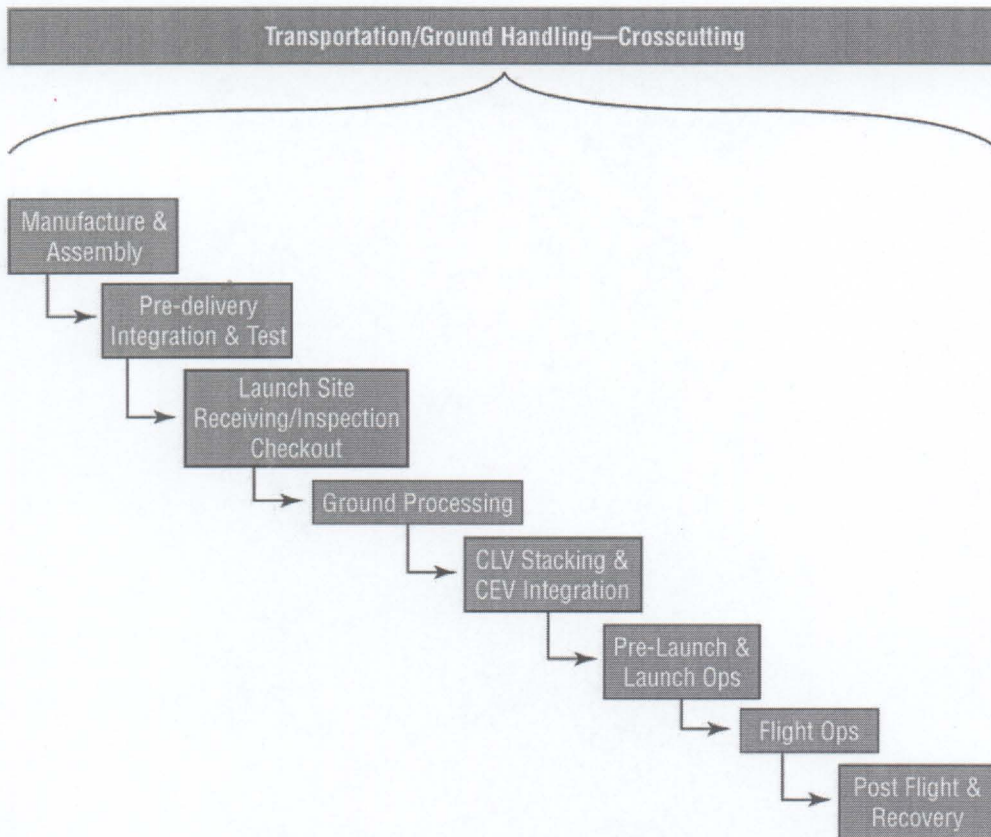 Transportation/Ground Handling—Crosscutting
Manufacture &
Assembly
Pre-delivery
Integration & Test
Launch Site
Receiving/Inspection
Checkout
Ground Processing
CLV Stacking &
CEV Integration
Pre-Launch &
Launch Ops
Flight Ops
Post Flight &
Recovery